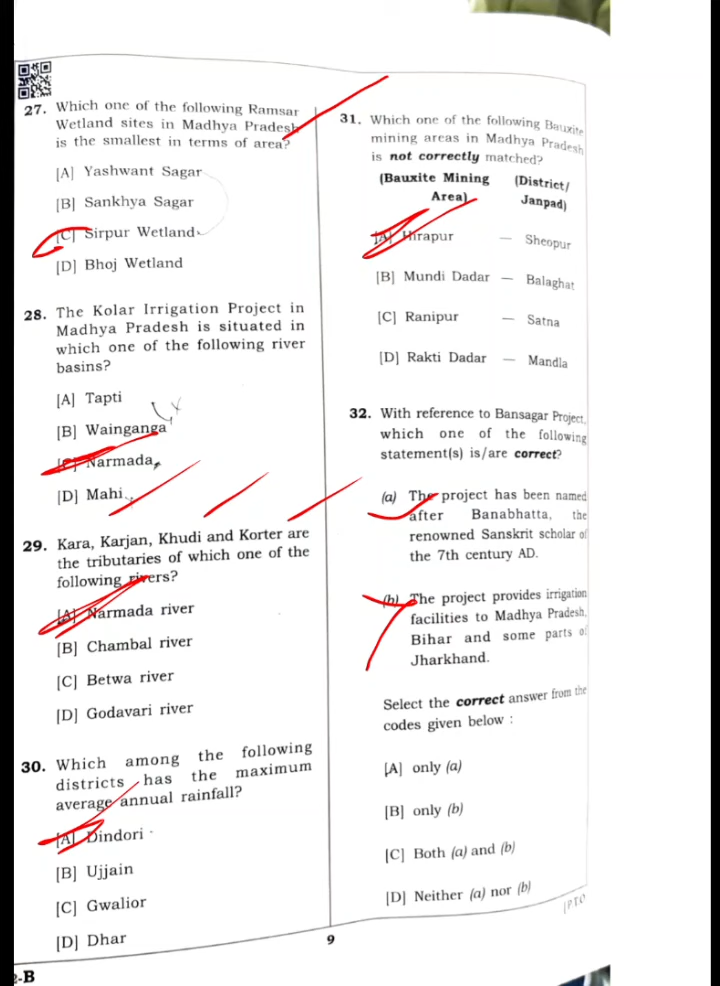 27. Which one of the following Ramsar
Wetland sites in Madhya Pradesh
is the smallest in terms of area?
[A] Yashwant Sagar
[B] Sankhya Sagar
[C] Sirpur Wetland
[D] Bhoj Wetland
28. The Kolar Irrigation Project in
Madhya Pradesh is situated in
which one of the following river
basins?
[A] Tapti
[B] Wainganga
[C] Narmada
[D] Mahi
29. Kara, Karjan, Khudi and Korter are
the tributaries of which one of the
following rivers?
[A] Narmada river
[B] Chambal river
[C] Betwa river
[D] Godavari river
30. Which among the following
districts has the maximum
average annual rainfall?
[A] Dindori
[B] Ujjain
[C] Gwalior
[D] Dhar
31. Which one of the following Bauxite
mining areas in Madhya Pradesh
is not correctly matched?
(Bauxite Mining (District/
Area) Janpad)
[A] Hirapur — Sheopur
[B] Mundi Dadar — Balaghat
[C] Ranipur — Satna
[D] Rakti Dadar — Mandla
32. With reference to Bansagar Project,
which one of the following
statement(s) is/are correct?
(a) The project has been named
after Banabhatta, the
renowned Sanskrit scholar of
the 7th century AD.
(b) The project provides irrigation
facilities to Madhya Pradesh,
Bihar and some parts of
Jharkhand.
Select the correct answer from the
codes given below :
[A] only (a)
[B] only (b)
[C] Both (a) and (b)
[D] Neither (a) nor (b)
[PTO
9
-B